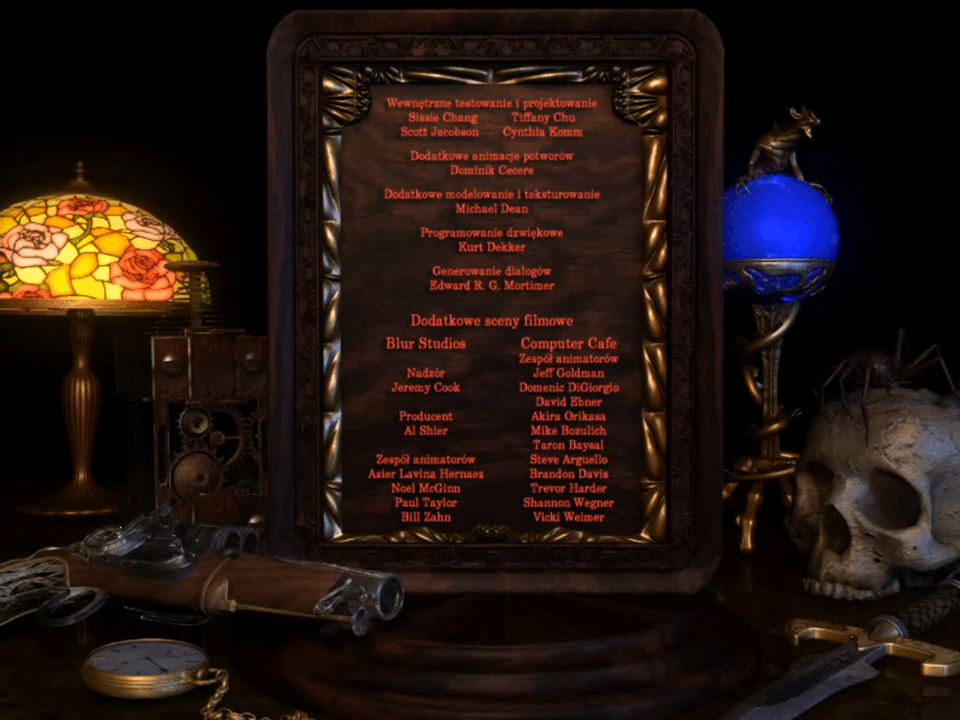 Wewnętrzne testowanie i projektowanie
Sissie Chang Tiffany Chu
Scott Jacobson Cynthia Komm
Dodatkowe animacje potworów
Dominik Cecere
Dodatkowe modelowanie i teksturowanie
Michael Dean
Programowanie dzwiękowe
Kurt Dekker
Generowanie dialogów
Edward R. G. Mortimer
Dodatkowe sceny filmowe
Blur Studios
Nadzór
Jeremy Cook
Producent
Al Shier
Zespół animatorów
Asier Lavina Hernaez
Noel McGinn
Paul Taylor
Bill Zahn
Computer Cafe
Zespół animatorów
Jeff Goldman
Domenic DiGiorgio
David Ebner
Akira Orikasa
Mike Bozulich
Taron Baysal
Steve Arguello
Brandon Davis
Trevor Harder
Shannon Wegner
Vicki Weimer